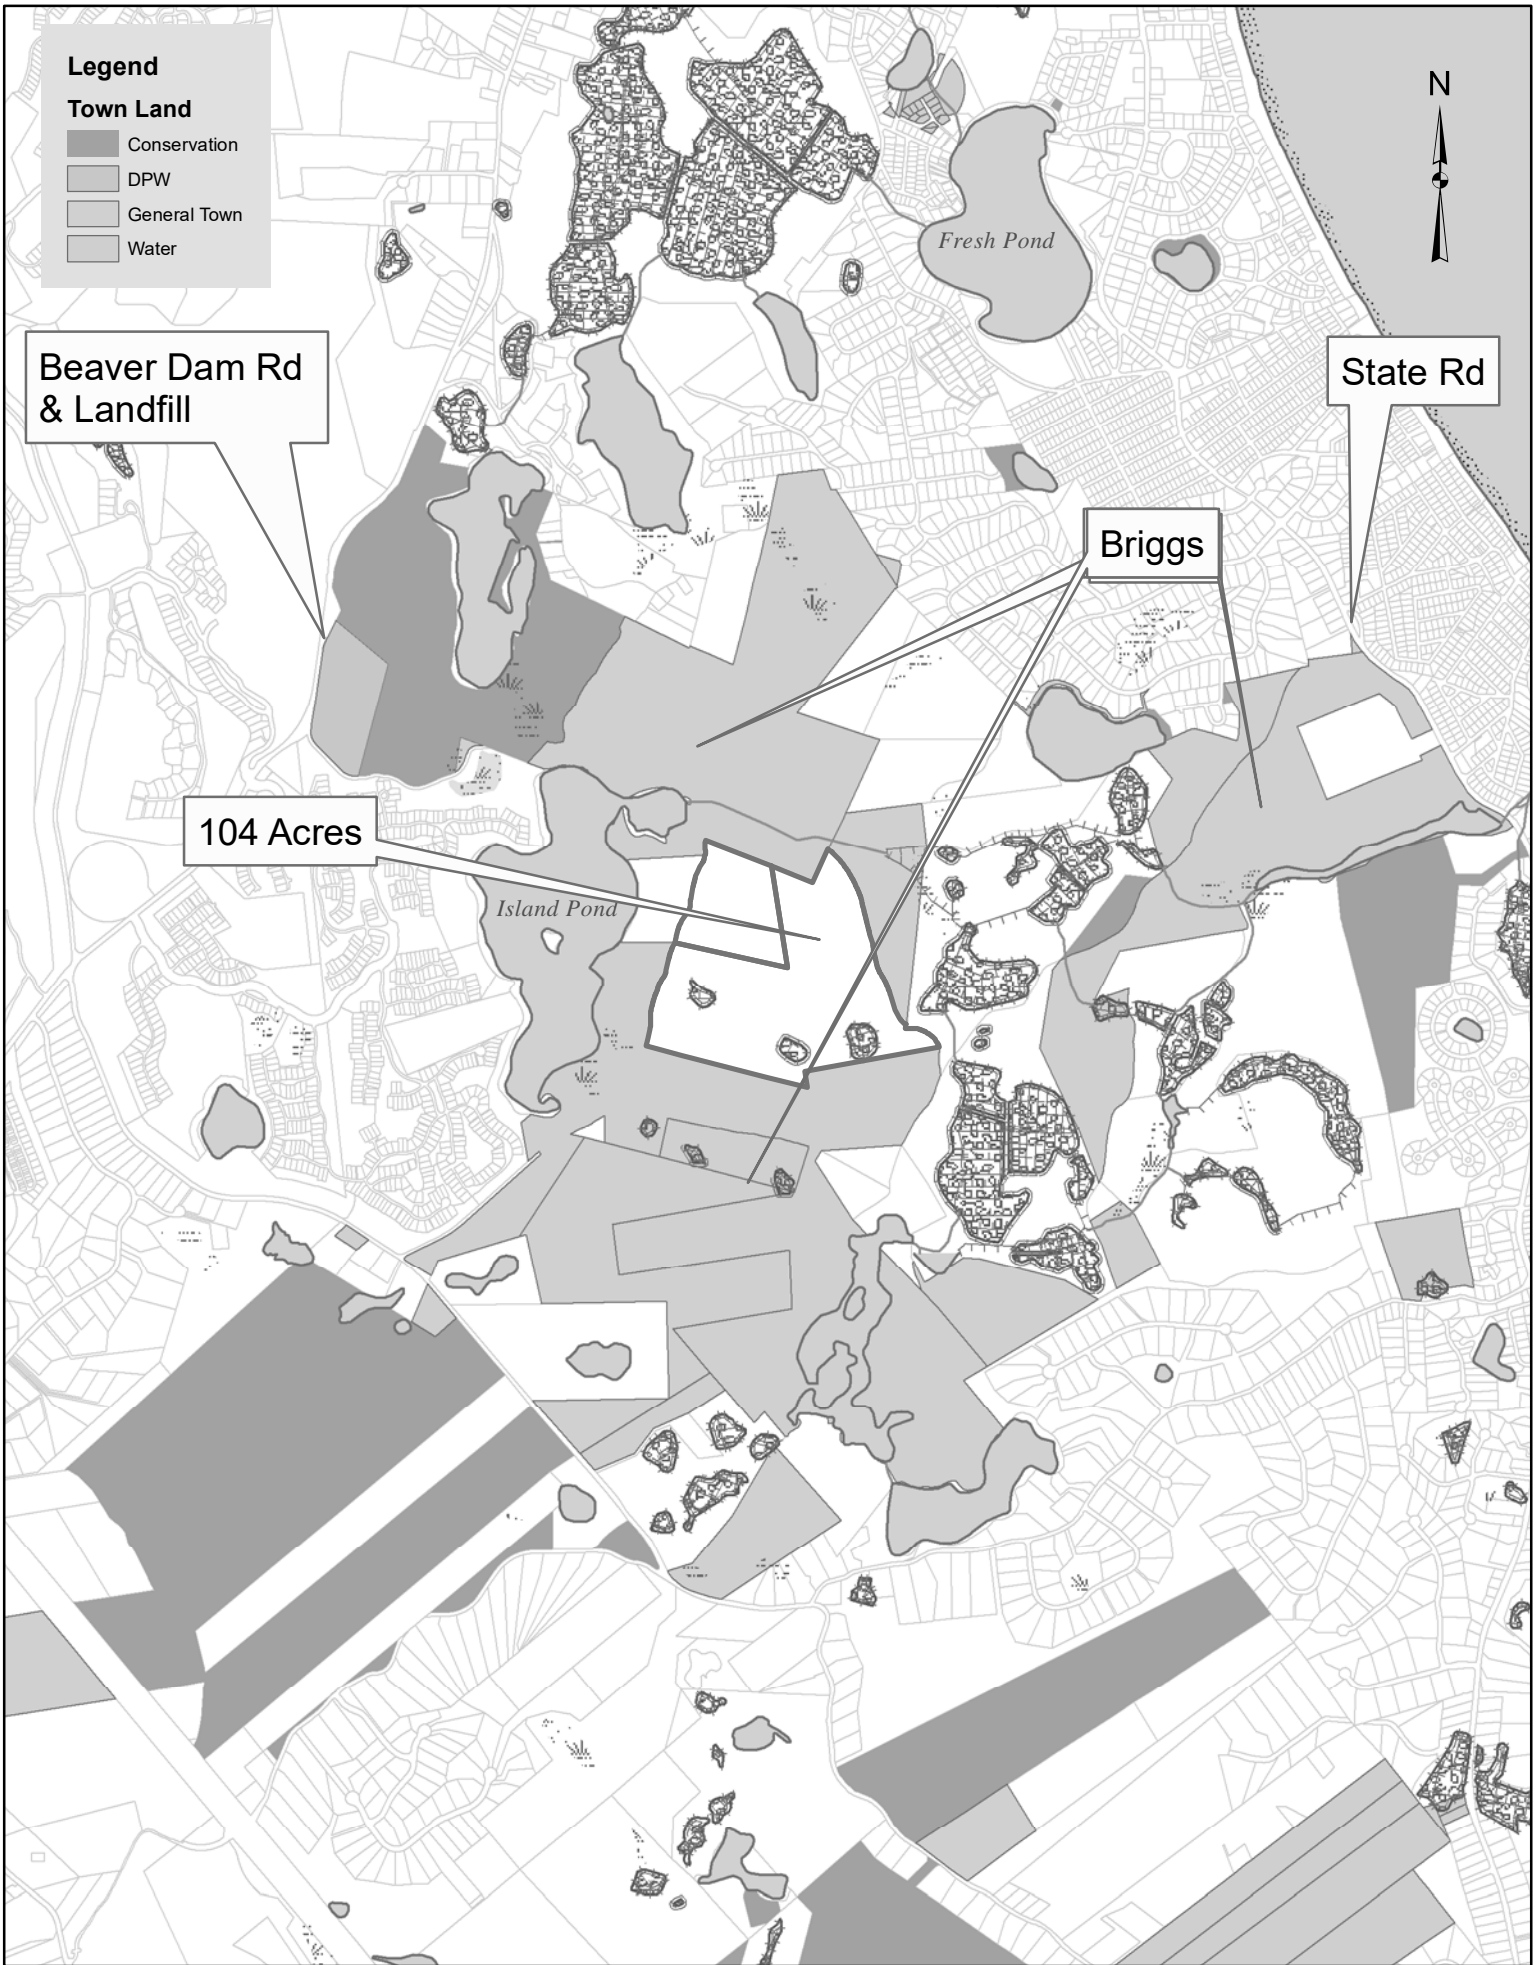 Legend
Town Land
Conservation
DPW
General Town
Water
N
Fresh Pond
Beaver Dam Rd
& Landfill
State Rd
Briggs
104 Acres
Island Pond